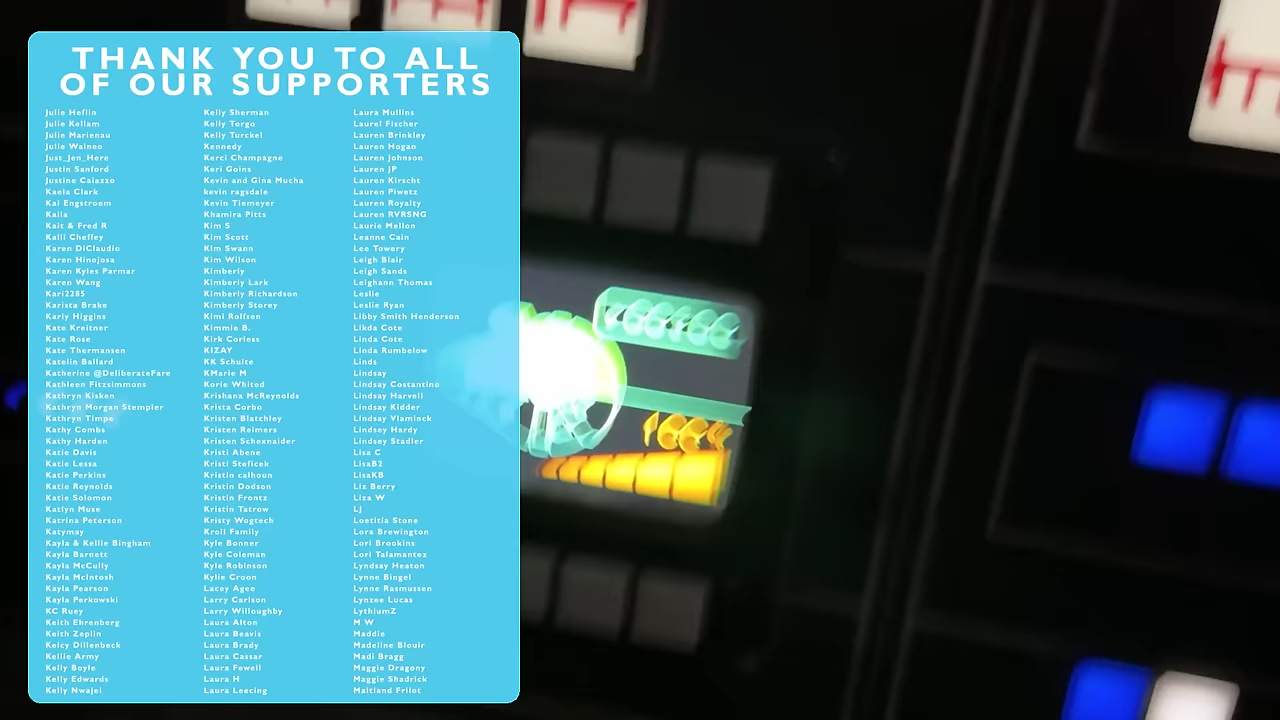 THANK YOU TO ALL
OF OUR SUPPORTERS
Julie Heflin
Julie Kellam
Julie Marienau
Julie Walneo
Just_Jen_Here
Justin Sanford
Justine Caiazzo
Kaela Clark
Kai Engstroem
Kaila
Kait & Fred R
Kalli Cheffey
Karen DiClaudio
Karen Hinojosa
Karen Kyles Parmar
Karen Wang
Kari2285
Karista Brake
Karly Higgins
Kate Kreitner
Kate Rose
Kate Thermansen
Katelin Ballard
Katherine @DeliberateFare
Kathleen Fitzsimmons
Kathryn Kisken
Kathryn Morgan Stempler
Kathryn Timpe
Kathy Combs
Kathy Harden
Katie Davis
Katie Lessa
Katie Perkins
Katie Reynolds
Katie Solomon
Katlyn Muse
Katrina Peterson
Katymay
Kayla & Kellie Bingham
Kayla Barnett
Kayla McCully
Kayla McIntosh
Kayla Pearson
Kayla Perkowski
KC Ruey
Keith Ehrenberg
Keith Zeplin
Kelcy Dillenbeck
Kellie Army
Kelly Boyle
Kelly Edwards
Kelly Nwajei
Kelly Sherman
Kelly Torgo
Kelly Turckel
Kennedy
Kerci Champagne
Keri Goins
Kevin and Gina Mucha
kevin ragsdale
Kevin Tiemeyer
Khamira Pitts
Kim S
Kim Scott
Kim Swann
Kim Wilson
Kimberly
Kimberly Lark
Kimberly Richardson
Kimberly Storey
Kimi Rolfsen
Kimmie B.
Kirk Corless
KIZAY
KK Schulte
KMarie M
Korie Whited
Krishana McReynolds
Krista Corbo
Kristen Blatchley
Kristen Reimers
Kristen Schexnaider
Kristi Abene
Kristi Steficek
Kristin calhoun
Kristin Dodson
Kristin Frontz
Kristin Tatrow
Kristy Wogtech
Kroll Family
Kyle Bonner
Kyle Coleman
Kyle Robinson
Kylie Croon
Lacey Agee
Larry Carlson
Larry Willoughby
Laura Alton
Laura Beavis
Laura Brady
Laura Cassar
Laura Fewell
Laura H
Laura Leecing
Laura Mullins
Laurel Fischer
Lauren Brinkley
Lauren Hogan
Lauren Johnson
Lauren JP
Lauren Kirscht
Lauren Piwetz
Lauren Royalty
Lauren RVRSNG
Laurie Mellon
Leanne Cain
Lee Towery
Leigh Blair
Leigh Sands
Leighann Thomas
Leslie
Leslie Ryan
Libby Smith Henderson
Likda Cote
Linda Cote
Linda Rumbelow
Linds
Lindsay
Lindsay Costantino
Lindsay Harvell
Lindsay Kidder
Lindsay Vlaminck
Lindsey Hardy
Lindsey Stadler
Lisa C
LisaB2
LisaKB
Liz Berry
Liza W
LJ
Loetitia Stone
Lora Brewington
Lori Brookins
Lori Talamantez
Lyndsay Heaton
Lynne Bingel
Lynne Rasmussen
Lynzee Lucas
LythiumZ
M W
Maddie
Madeline Blouir
Madi Bragg
Maggie Dragony
Maggie Shadrick
Maitland Frilot